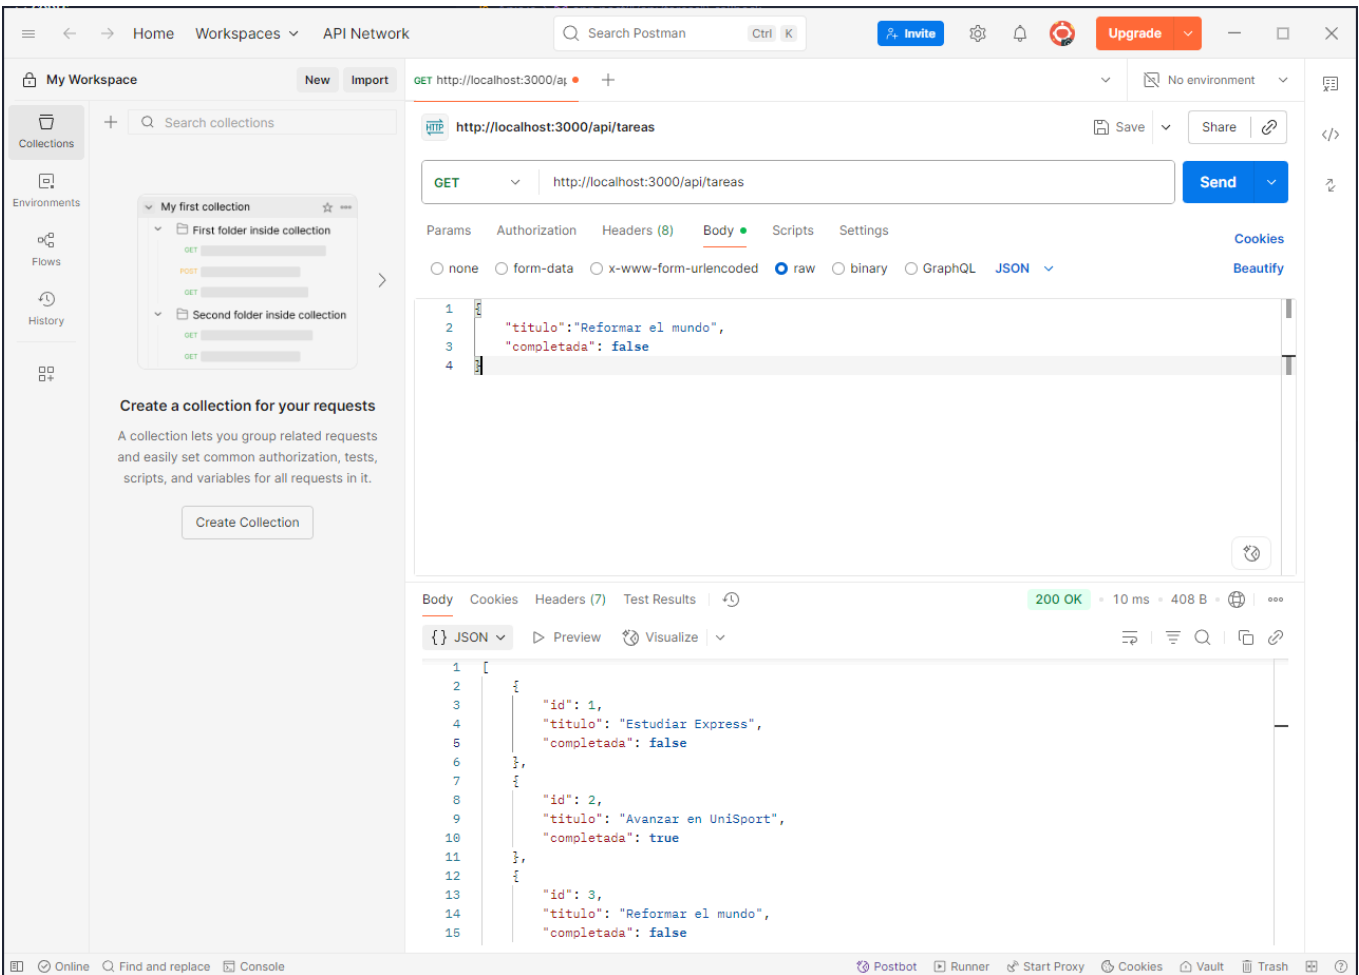 Home Workspaces API Network Search Postman Ctrl K Invite Upgrade
My Workspace New Import GET http://localhost:3000/ap No environment
Search collections
Collections
Environments
Flows
History
My first collection
First folder inside collection
GET
POST
GET
Second folder inside collection
GET
GET
Create a collection for your requests
A collection lets you group related requests
and easily set common authorization, tests,
scripts, and variables for all requests in it.
Create Collection
HTTP http://localhost:3000/api/tareas Save Share
GET http://localhost:3000/api/tareas Send
Params Authorization Headers (8) Body Scripts Settings Cookies
none form-data x-www-form-urlencoded raw binary GraphQL JSON Beautify
1 {
2 "titulo":"Reformar el mundo",
3 "completada": false
4 }
Body Cookies Headers (7) Test Results 200 OK 10 ms 408 B
{} JSON Preview Visualize
1 [
2 {
3 "id": 1,
4 "titulo": "Estudiar Express",
5 "completada": false
6 },
7 {
8 "id": 2,
9 "titulo": "Avanzar en UniSport",
10 "completada": true
11 },
12 {
13 "id": 3,
14 "titulo": "Reformar el mundo",
15 "completada": false
Online Find and replace Console Postbot Runner Start Proxy Cookies Vault Trash